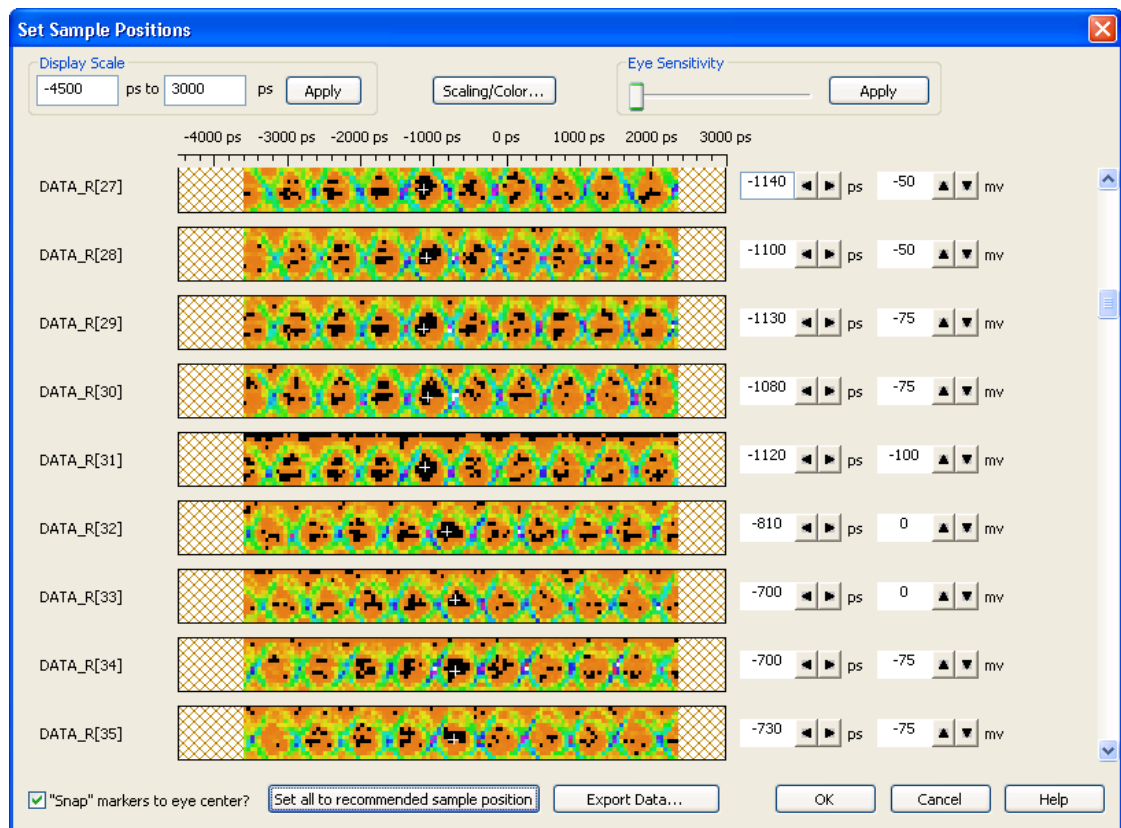 Set Sample Positions
Display Scale
Eye Sensitivity
-4500 ps to 3000 ps Apply Scaling/Color... Apply
-4000 ps -3000 ps -2000 ps -1000 ps 0 ps 1000 ps 2000 ps 3000 ps
DATA_R[27] -1140 ps -50 mv
DATA_R[28] -1100 ps -50 mv
DATA_R[29] -1130 ps -75 mv
DATA_R[30] -1080 ps -75 mv
DATA_R[31] -1120 ps -100 mv
DATA_R[32] -810 ps 0 mv
DATA_R[33] -700 ps 0 mv
DATA_R[34] -700 ps -75 mv
DATA_R[35] -730 ps -75 mv
"Snap" markers to eye center? Set all to recommended sample position Export Data... OK Cancel Help